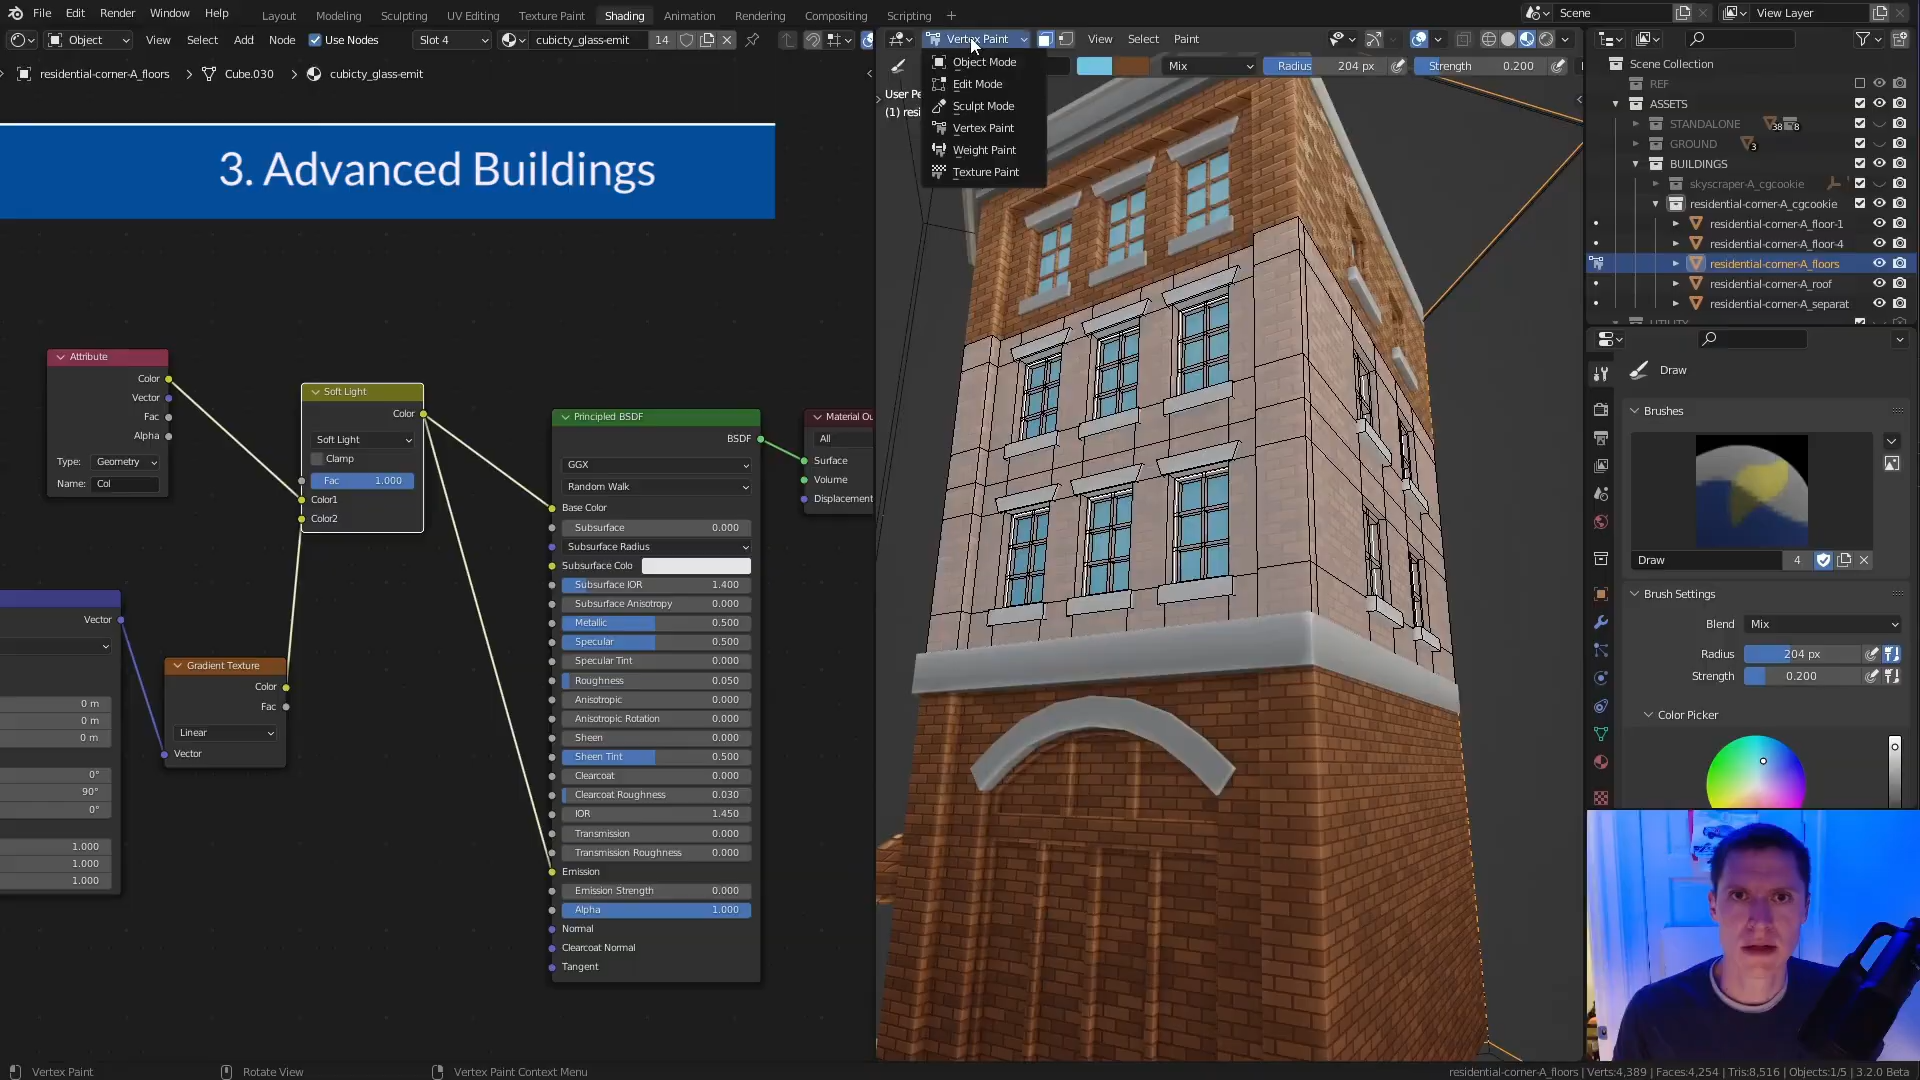 File Edit Render Window Help
Layout Modeling Sculpting UV Editing Texture Paint Shading Animation Rendering Compositing Scripting
Scene
View Layer
Object View Select Add Node Use Nodes Slot 4 cubicty_glass-emit 14
Vertex Paint View Select Paint
residential-corner-A_floors Cube.030 cubicty_glass-emit
Mix Radius 204 px Strength 0.200
Object Mode
Edit Mode
Sculpt Mode
Vertex Paint
Weight Paint
Texture Paint
User Pe
(1) resi
3. Advanced Buildings
Attribute
Color
Vector
Fac
Alpha
Type: Geometry
Name: Col
Soft Light
Color
Soft Light
Clamp
Fac 1.000
Color1
Color2
Vector
0 m
0 m
0 m
0°
90°
0°
1.000
1.000
1.000
Gradient Texture
Color
Fac
Linear
Vector
Principled BSDF
BSDF
GGX
Random Walk
Base Color
Subsurface 0.000
Subsurface Radius
Subsurface Colo
Subsurface IOR 1.400
Subsurface Anisotropy 0.000
Metallic 0.500
Specular 0.500
Specular Tint 0.000
Roughness 0.050
Anisotropic 0.000
Anisotropic Rotation 0.000
Sheen 0.000
Sheen Tint 0.500
Clearcoat 0.000
Clearcoat Roughness 0.030
IOR 1.450
Transmission 0.000
Transmission Roughness 0.000
Emission
Emission Strength 0.000
Alpha 1.000
Normal
Clearcoat Normal
Tangent
Material Ou
All
Surface
Volume
Displacement
Scene Collection
REF
ASSETS
STANDALONE 38 8
GROUND 3
BUILDINGS
skyscraper-A_cgcookie
residential-corner-A_cgcookie
residential-corner-A_floor-1
residential-corner-A_floor-4
residential-corner-A_floors
residential-corner-A_roof
residential-corner-A_separat
UTILITY
Draw
Brushes
Draw 4
Brush Settings
Blend Mix
Radius 204 px
Strength 0.200
Color Picker
Vertex Paint Rotate View Vertex Paint Context Menu
residential-corner-A_floors | Verts:4,389 | Faces:4,254 | Tris:8,516 | Objects:1/5 | 3.2.0 Beta